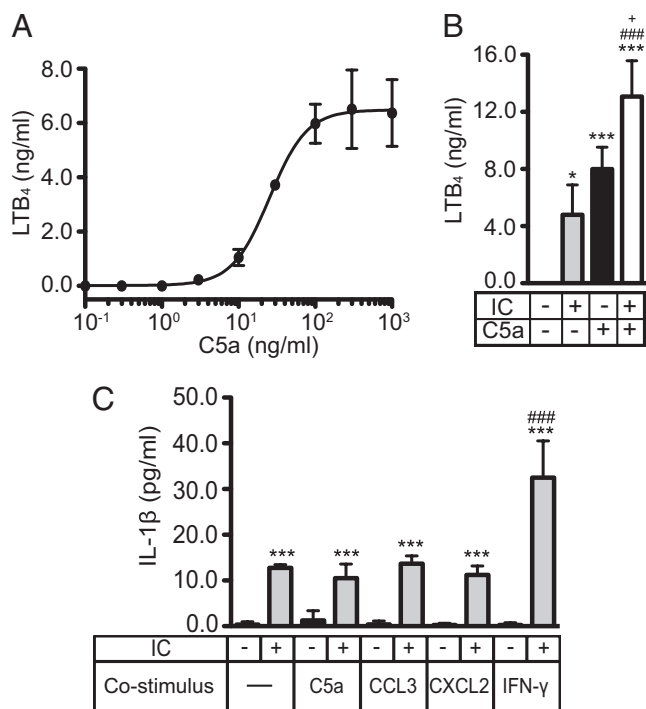 A
LTB₄ (ng/ml)
8.0
6.0
4.0
2.0
0.0
10⁻¹ 10⁰ 10¹ 10² 10³
C5a (ng/ml)
B
LTB₄ (ng/ml)
16.0
12.0
8.0
4.0
0.0
* *** +
###
***
IC - + - +
C5a - - + +
C
IL-1β (pg/ml)
50.0
40.0
30.0
20.0
10.0
0.0
*** *** *** *** ###
***
IC - + - + - + - + - +
Co-stimulus — C5a CCL3 CXCL2 IFN-γ